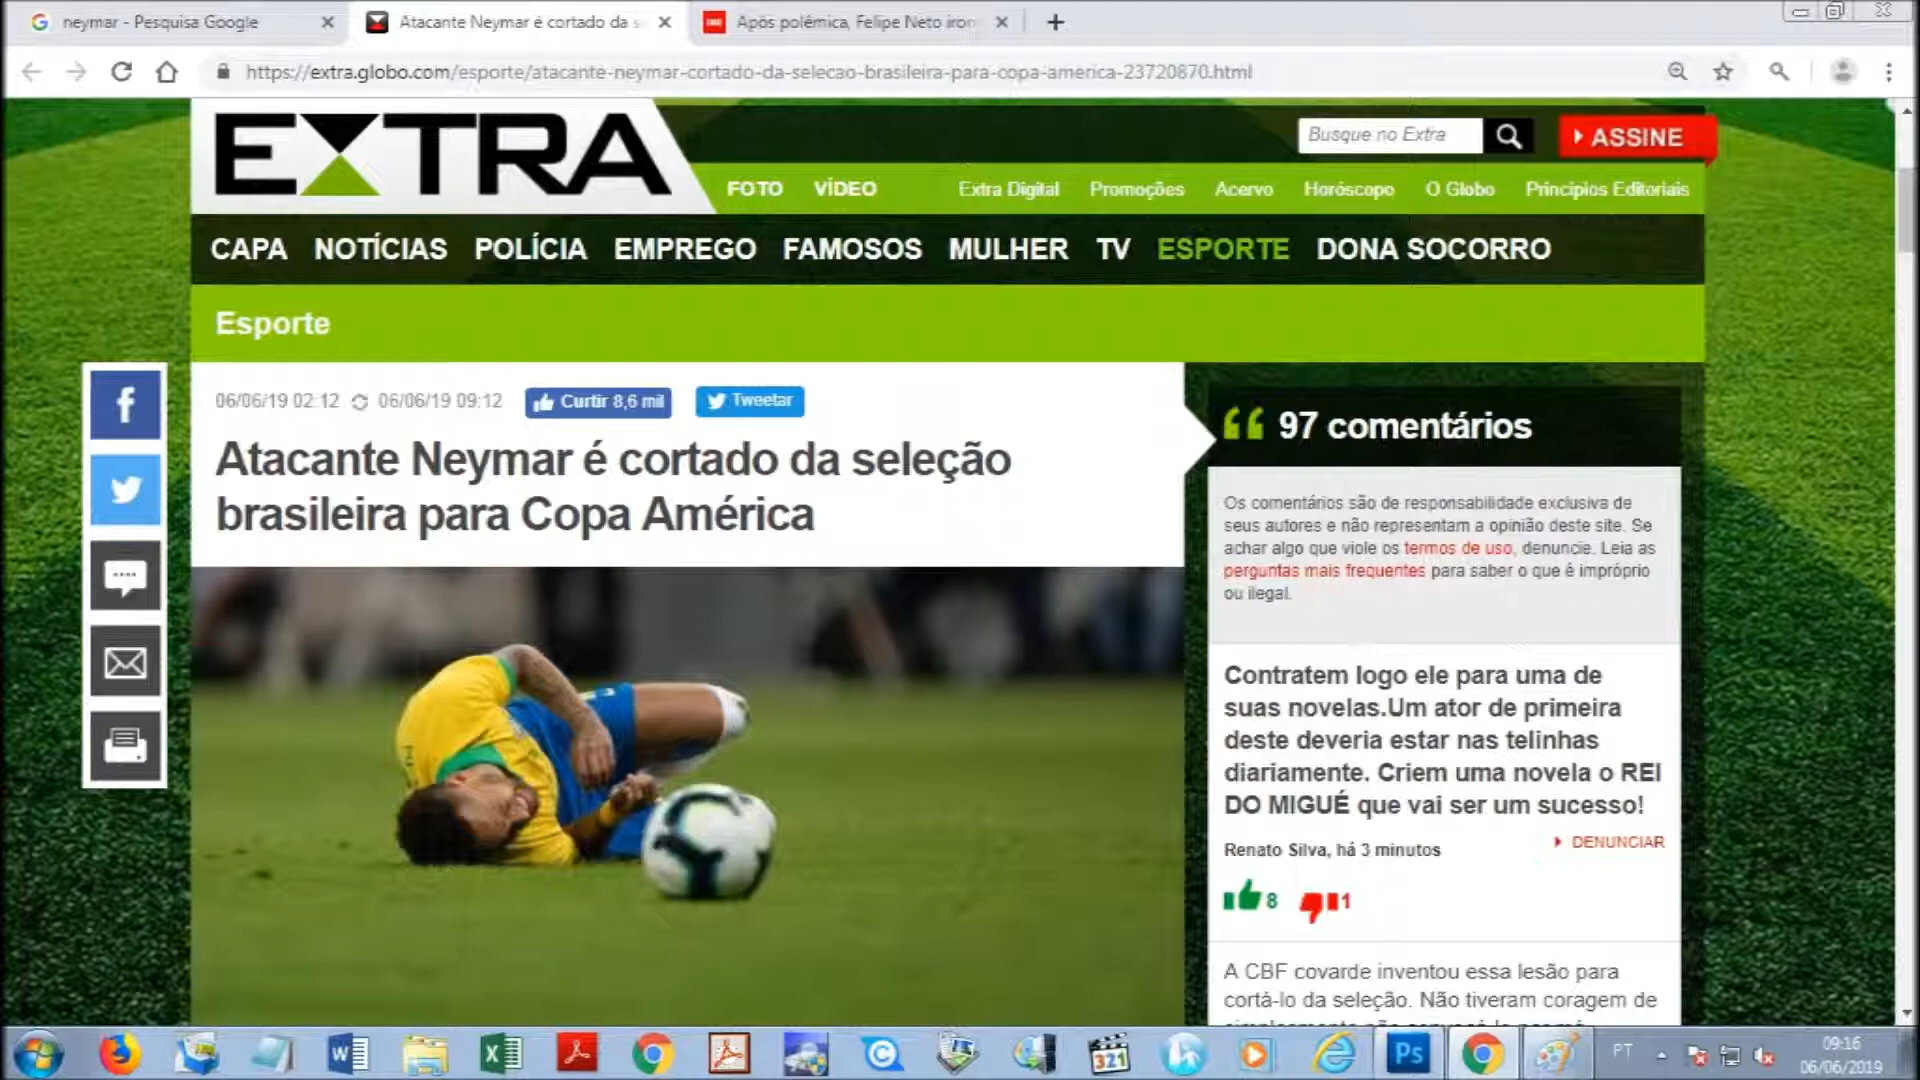 neymar - Pesquisa Google
Atacante Neymar é cortado da s
Após polêmica, Felipe Neto iron
https://extra.globo.com/esporte/atacante-neymar-cortado-da-selecao-brasileira-para-copa-america-23720870.html
EXTRA
Busque no Extra
ASSINE
FOTO VÍDEO Extra Digital Promoções Acervo Horóscopo O Globo Princípios Editoriais
CAPA NOTÍCIAS POLÍCIA EMPREGO FAMOSOS MULHER TV ESPORTE DONA SOCORRO
Esporte
06/06/19 02:12 06/06/19 09:12 Curtir 8,6 mil Tweetar
Atacante Neymar é cortado da seleção
brasileira para Copa América
97 comentários
Os comentários são de responsabilidade exclusiva de
seus autores e não representam a opinião deste site. Se
achar algo que viole os termos de uso, denuncie. Leia as
perguntas mais frequentes para saber o que é impróprio
ou ilegal.
Contratem logo ele para uma de
suas novelas.Um ator de primeira
deste deveria estar nas telinhas
diariamente. Criem uma novela o REI
DO MIGUÉ que vai ser um sucesso!
Renato Silva, há 3 minutos
DENUNCIAR
8 1
A CBF covarde inventou essa lesão para
cortá-lo da seleção. Não tiveram coragem de
321
Ps
PT
09:16
06/06/2019